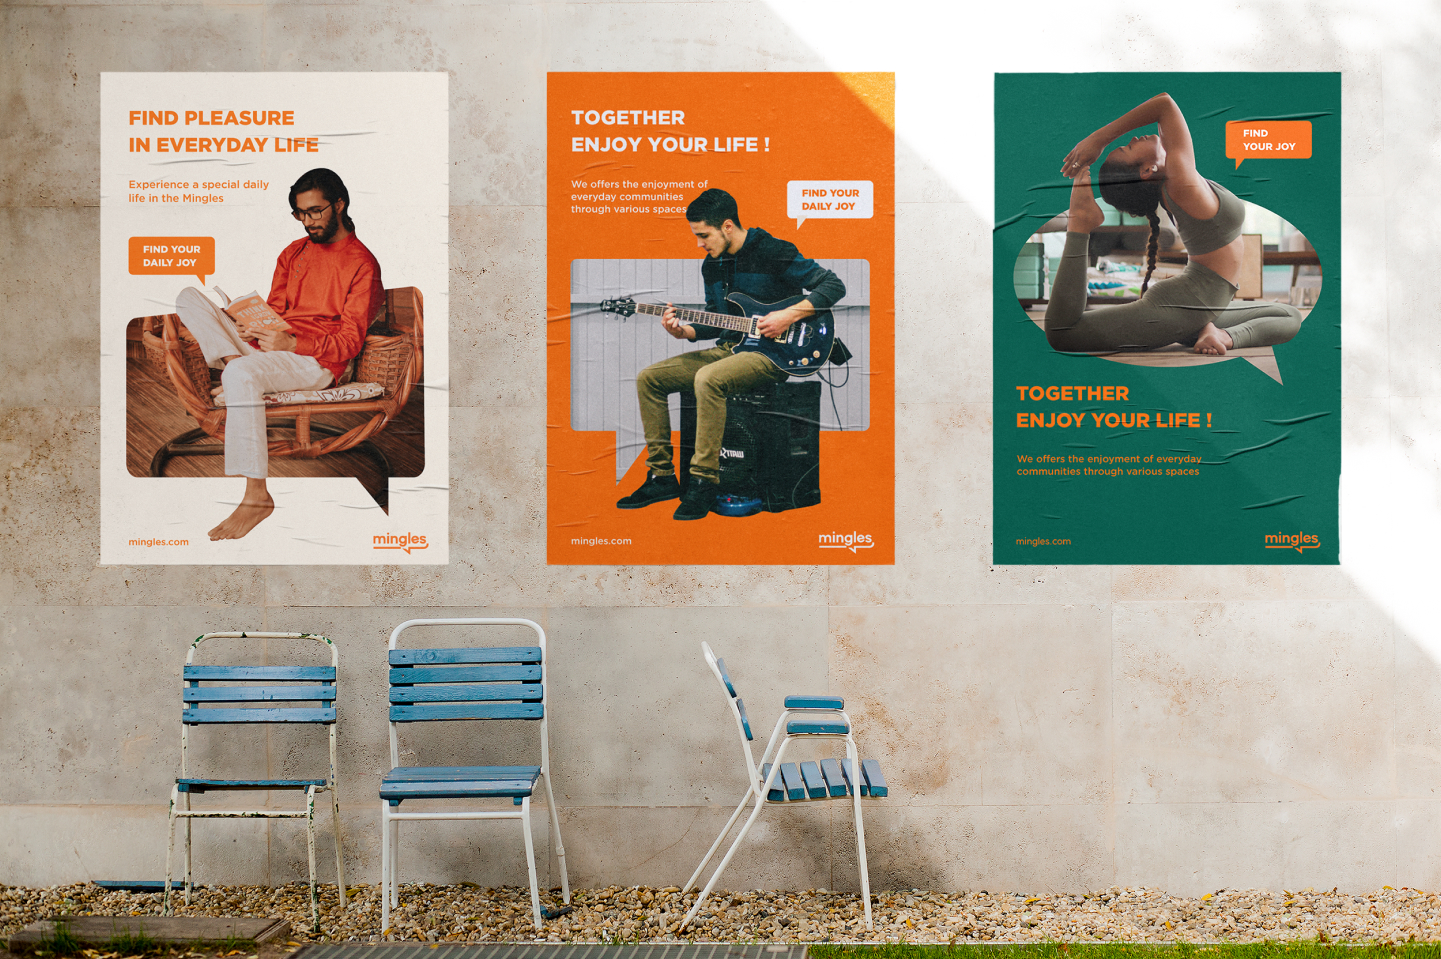 FIND PLEASURE
IN EVERYDAY LIFE
Experience a special daily
life in the Mingles
FIND YOUR
DAILY JOY
mingles.com
mingles
TOGETHER
ENJOY YOUR LIFE !
We offers the enjoyment of
everyday communities
through various spaces
FIND YOUR
DAILY JOY
mingles.com
mingles
FIND
YOUR JOY
TOGETHER
ENJOY YOUR LIFE !
We offers the enjoyment of everyday
communities through various spaces
mingles.com
mingles